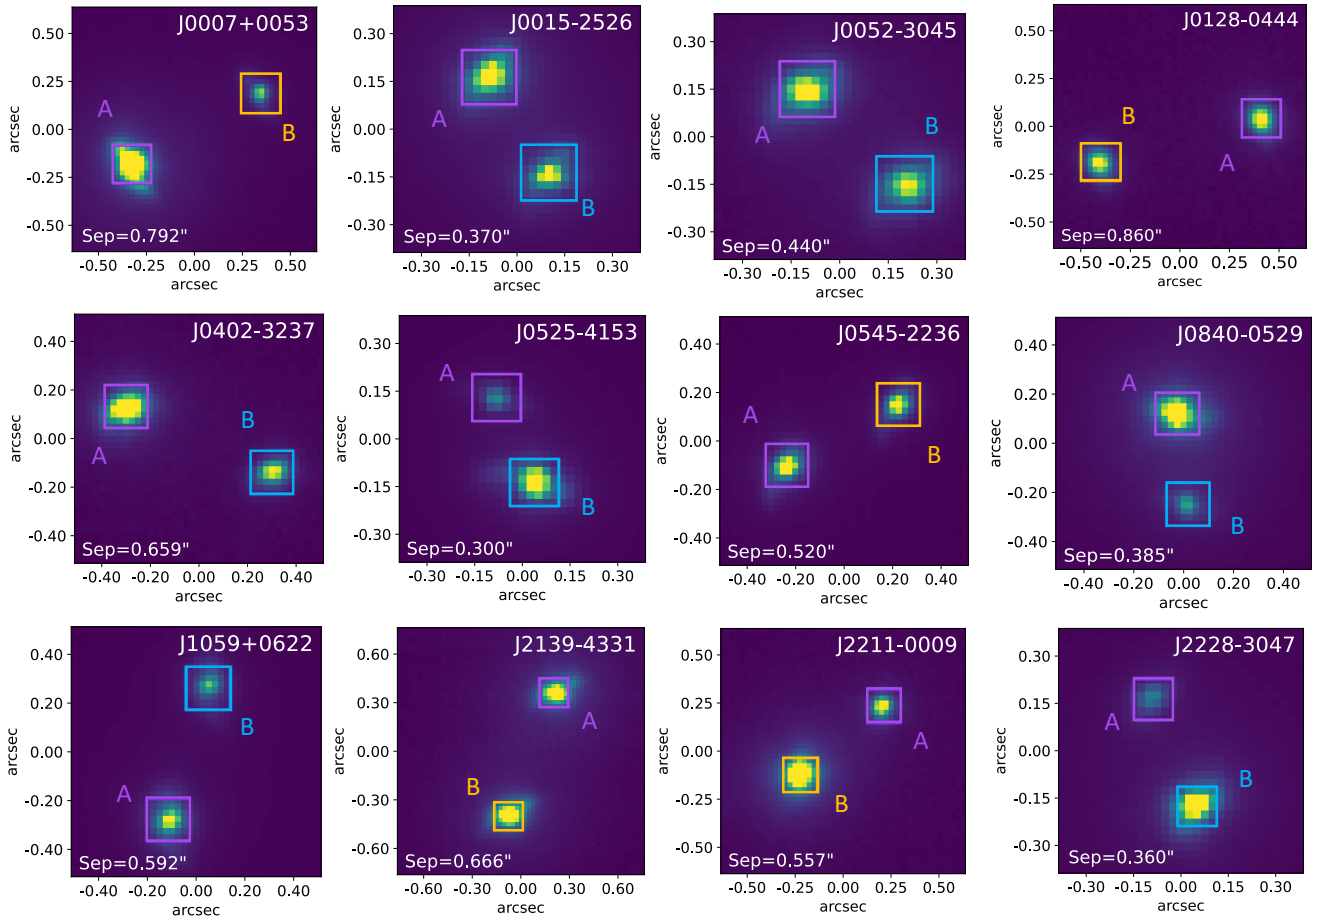 J0007+0053
A
B
Sep=0.792"
0.50
0.25
0.00
-0.25
-0.50
arcsec
-0.50 -0.25 0.00 0.25 0.50
arcsec
J0015-2526
A
B
Sep=0.370"
0.30
0.15
0.00
-0.15
-0.30
arcsec
-0.30 -0.15 0.00 0.15 0.30
arcsec
J0052-3045
A
B
Sep=0.440"
0.30
0.15
0.00
-0.15
-0.30
arcsec
-0.30 -0.15 0.00 0.15 0.30
arcsec
J0128-0444
B
A
Sep=0.860"
0.50
0.25
0.00
-0.25
-0.50
arcsec
-0.50 -0.25 0.00 0.25 0.50
arcsec
J0402-3237
A
B
Sep=0.659"
0.40
0.20
0.00
-0.20
-0.40
arcsec
-0.40 -0.20 0.00 0.20 0.40
arcsec
J0525-4153
A
B
Sep=0.300"
0.30
0.15
0.00
-0.15
-0.30
arcsec
-0.30 -0.15 0.00 0.15 0.30
arcsec
J0545-2236
A
B
Sep=0.520"
0.40
0.20
0.00
-0.20
-0.40
arcsec
-0.40 -0.20 0.00 0.20 0.40
arcsec
J0840-0529
A
B
Sep=0.385"
0.40
0.20
0.00
-0.20
-0.40
arcsec
-0.40 -0.20 0.00 0.20 0.40
arcsec
J1059+0622
B
A
Sep=0.592"
0.40
0.20
0.00
-0.20
-0.40
arcsec
-0.40 -0.20 0.00 0.20 0.40
arcsec
J2139-4331
A
B
Sep=0.666"
0.60
0.30
0.00
-0.30
-0.60
arcsec
-0.60 -0.30 0.00 0.30 0.60
arcsec
J2211-0009
A
B
Sep=0.557"
0.50
0.25
0.00
-0.25
-0.50
arcsec
-0.50 -0.25 0.00 0.25 0.50
arcsec
J2228-3047
A
B
Sep=0.360"
0.30
0.15
0.00
-0.15
-0.30
arcsec
-0.30 -0.15 0.00 0.15 0.30
arcsec